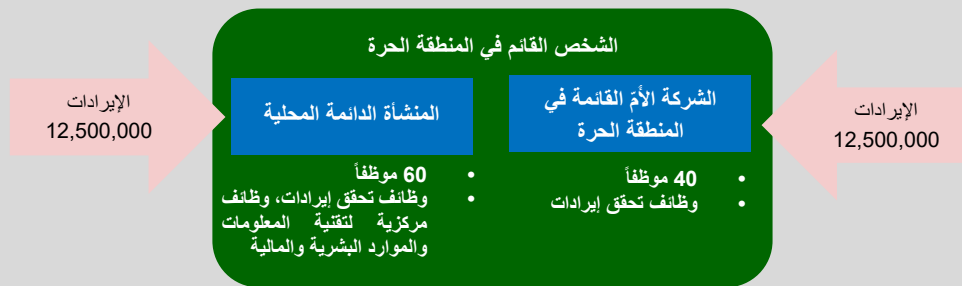 الشخص القائم في المنطقة الحرة
الإيرادات
12,500,000
الشركة الأمّ القائمة في
المنطقة الحرة
المنشأة الدائمة المحلية
الإيرادات
12,500,000
• 40 موظفاً
• وظائف تحقق إيرادات
• 60 موظفاً
• وظائف تحقق إيرادات، وظائف
مركزية لتقنية المعلومات
والموارد البشرية والمالية